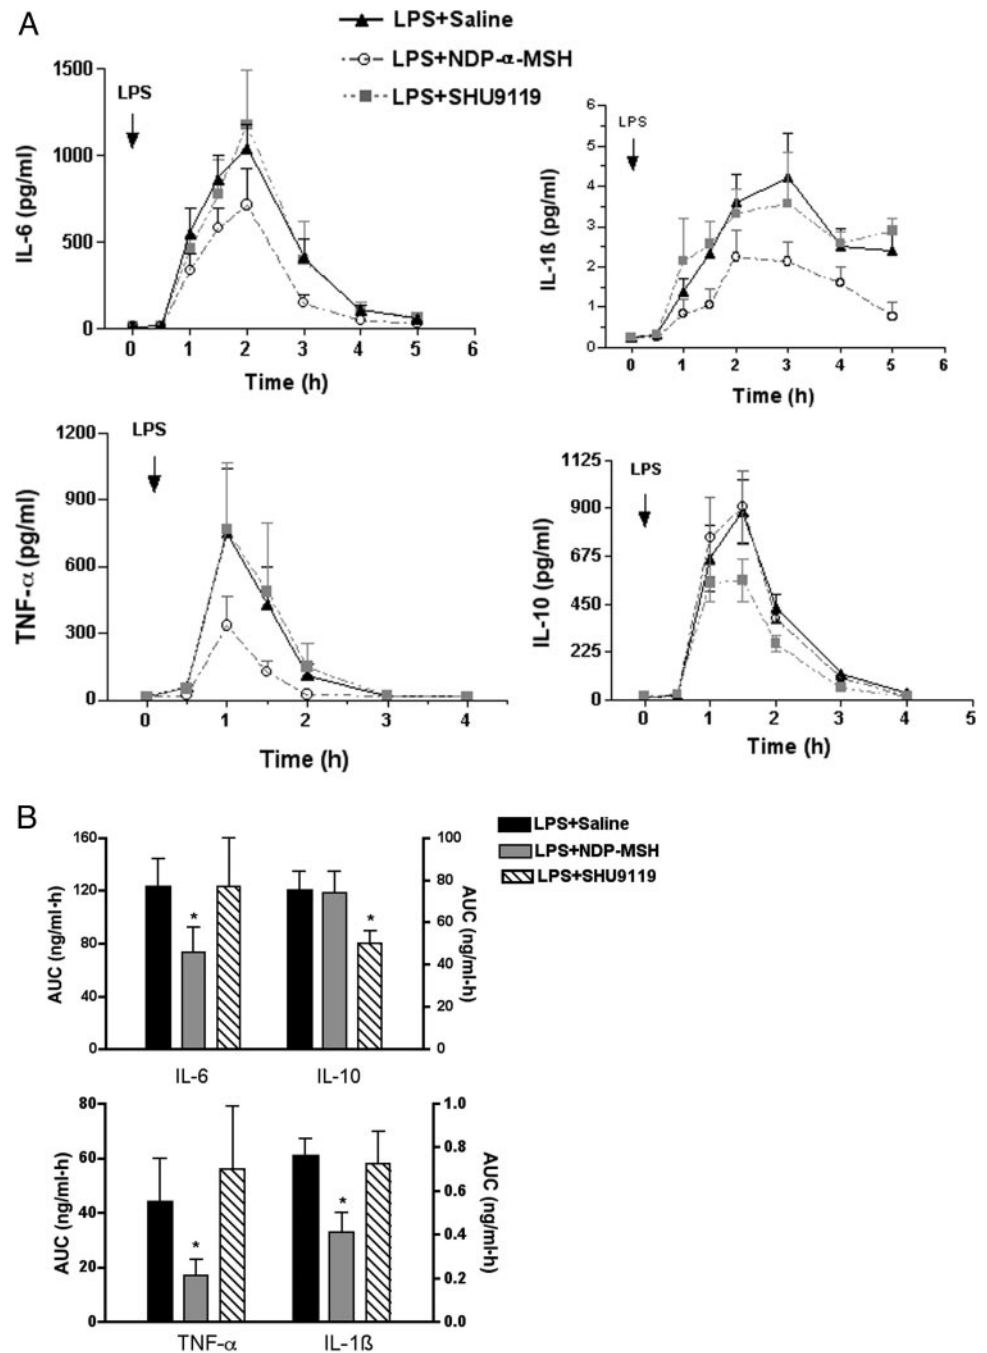 A
LPS+Saline
LPS+NDP-α-MSH
LPS+SHU9119
IL-6 (pg/ml)
1500
1000
500
0
LPS
0 1 2 3 4 5 6
Time (h)
IL-1ß (pg/ml)
6
5
4
3
2
1
0
LPS
0 1 2 3 4 5 6
Time (h)
TNF-α (pg/ml)
1200
900
600
300
0
LPS
0 1 2 3 4
Time (h)
IL-10 (pg/ml)
1125
900
675
450
225
0
LPS
0 1 2 3 4 5
Time (h)
B
LPS+Saline
LPS+NDP-MSH
LPS+SHU9119
AUC (ng/ml·h)
160
120
80
40
0
* *
100
80
60
40
20
0
AUC (ng/ml·h)
IL-6 IL-10
AUC (ng/ml·h)
80
60
40
20
0
* *
1.0
0.8
0.6
0.4
0.2
0.0
AUC (ng/ml·h)
TNF-α IL-1ß